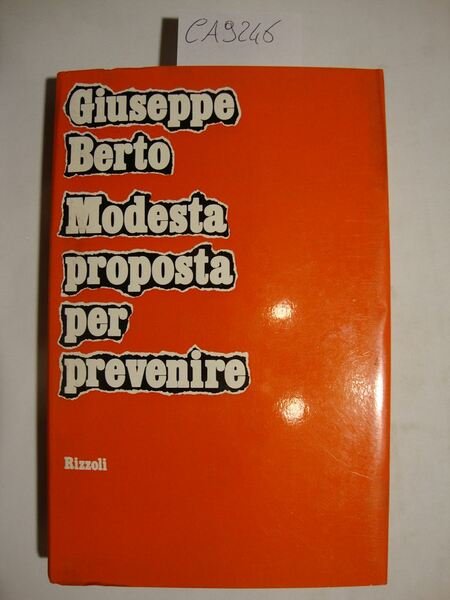 CA9246
Giuseppe
Berto
Modesta
proposta
per
prevenire
Rizzoli